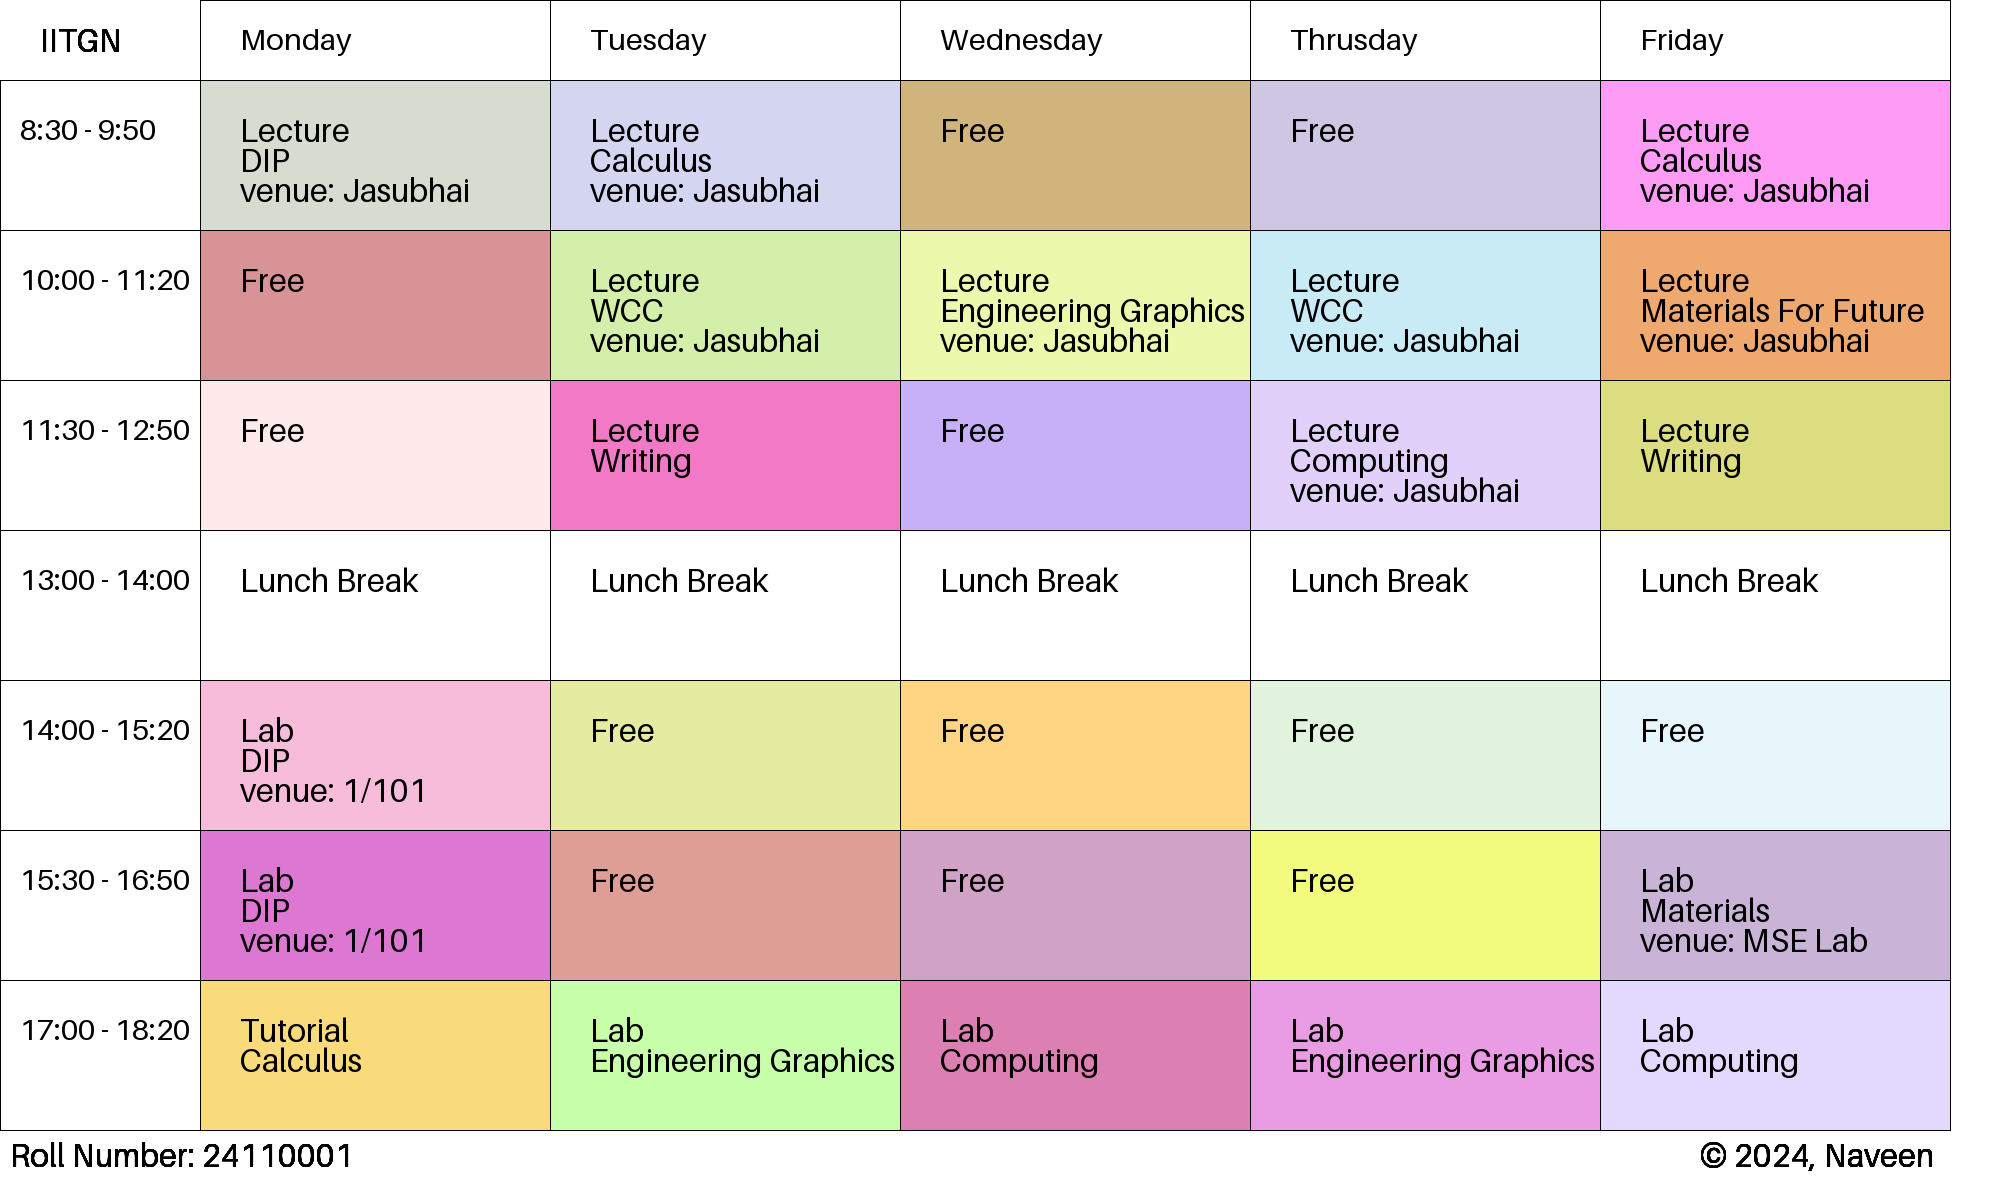 IITGN Monday Tuesday Wednesday Thrusday Friday
8:30 - 9:50
Lecture
DIP
venue: Jasubhai
Lecture
Calculus
venue: Jasubhai
Free
Free
Lecture
Calculus
venue: Jasubhai
10:00 - 11:20
Free
Lecture
WCC
venue: Jasubhai
Lecture
Engineering Graphics
venue: Jasubhai
Lecture
WCC
venue: Jasubhai
Lecture
Materials For Future
venue: Jasubhai
11:30 - 12:50
Free
Lecture
Writing
Free
Lecture
Computing
venue: Jasubhai
Lecture
Writing
13:00 - 14:00
Lunch Break
Lunch Break
Lunch Break
Lunch Break
Lunch Break
14:00 - 15:20
Lab
DIP
venue: 1/101
Free
Free
Free
Free
15:30 - 16:50
Lab
DIP
venue: 1/101
Free
Free
Free
Lab
Materials
venue: MSE Lab
17:00 - 18:20
Tutorial
Calculus
Lab
Engineering Graphics
Lab
Computing
Lab
Engineering Graphics
Lab
Computing
Roll Number: 24110001
© 2024, Naveen